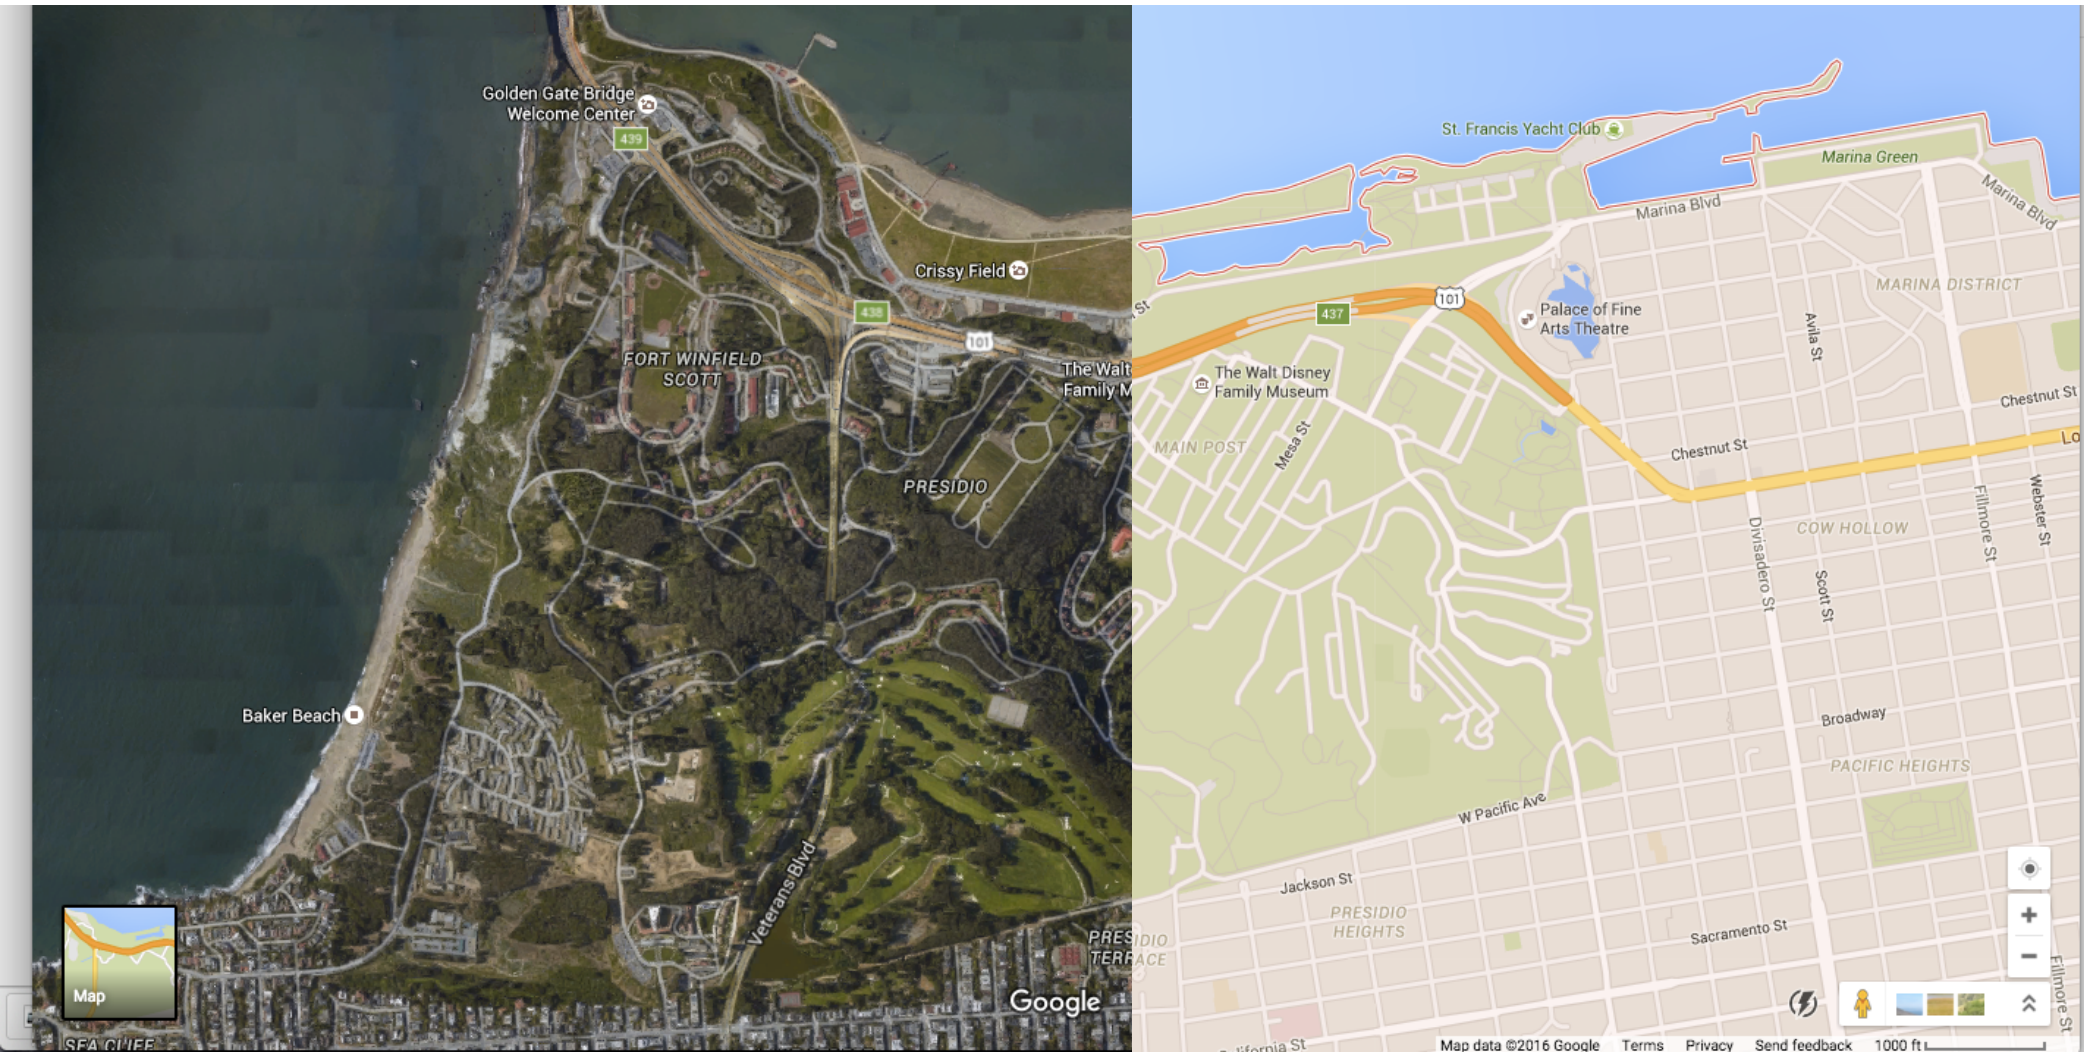 Golden Gate Bridge
Welcome Center
439
Crissy Field
438
101
FORT WINFIELD
SCOTT
The Walt
Family M
PRESIDIO
Baker Beach
Veterans Blvd
PRESIDIO
TERRACE
Map
Google
SEA CLIFF
St. Francis Yacht Club
Marina Green
Marina Blvd
Marina Blvd
MARINA DISTRICT
101
437
Palace of Fine
Arts Theatre
Avila St
St
The Walt Disney
Family Museum
Chestnut St
MAIN POST
Mesa St
Chestnut St
Lo
Webster St
Fillmore St
COW HOLLOW
Divisadero St
Scott St
Broadway
PACIFIC HEIGHTS
W Pacific Ave
Jackson St
PRESIDIO
HEIGHTS
Sacramento St
Fillmore St
California St
Map data ©2016 Google Terms Privacy Send feedback 1000 ft